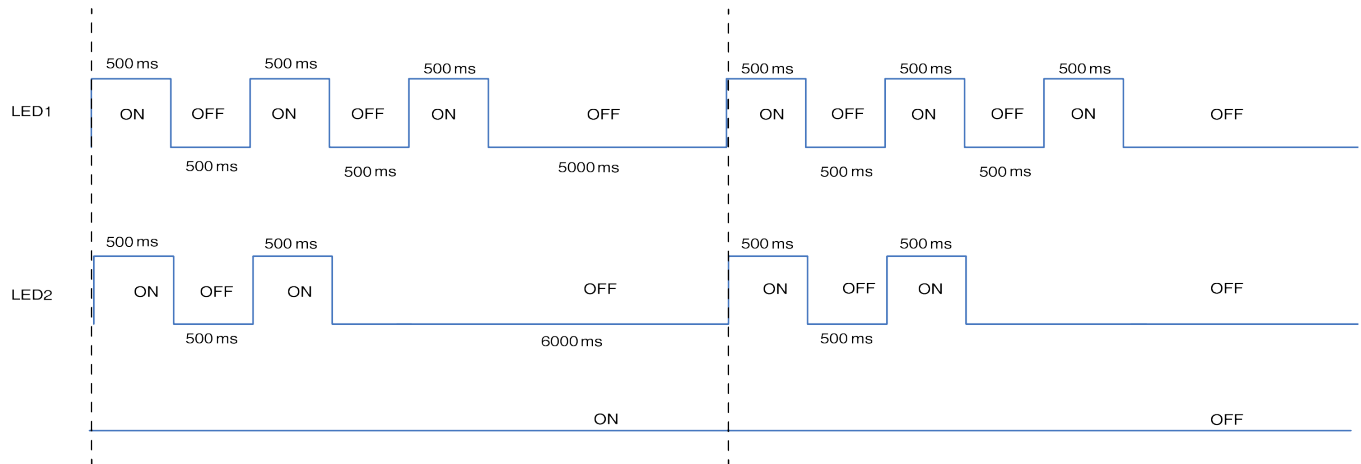 500 ms 500 ms 500 ms 500 ms 500 ms 500 ms
LED1 ON OFF ON OFF ON OFF ON OFF ON OFF ON OFF
500 ms 500 ms 5000 ms 500 ms 500 ms
500 ms 500 ms 500 ms 500 ms
LED2 ON OFF ON OFF ON OFF ON OFF
500 ms 6000 ms 500 ms
ON OFF